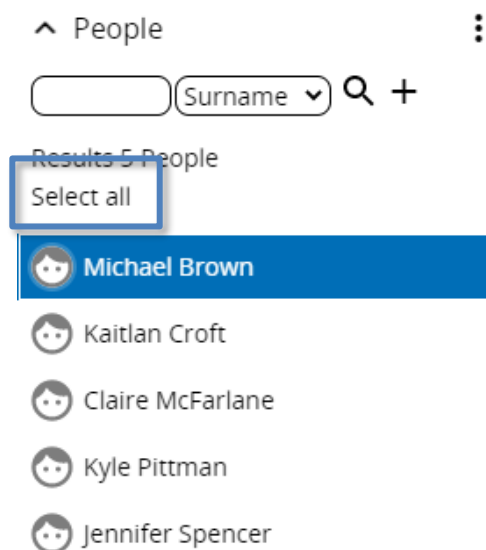 People
Surname
Results 5 People
Select all
Michael Brown
Kaitlan Croft
Claire McFarlane
Kyle Pittman
Jennifer Spencer